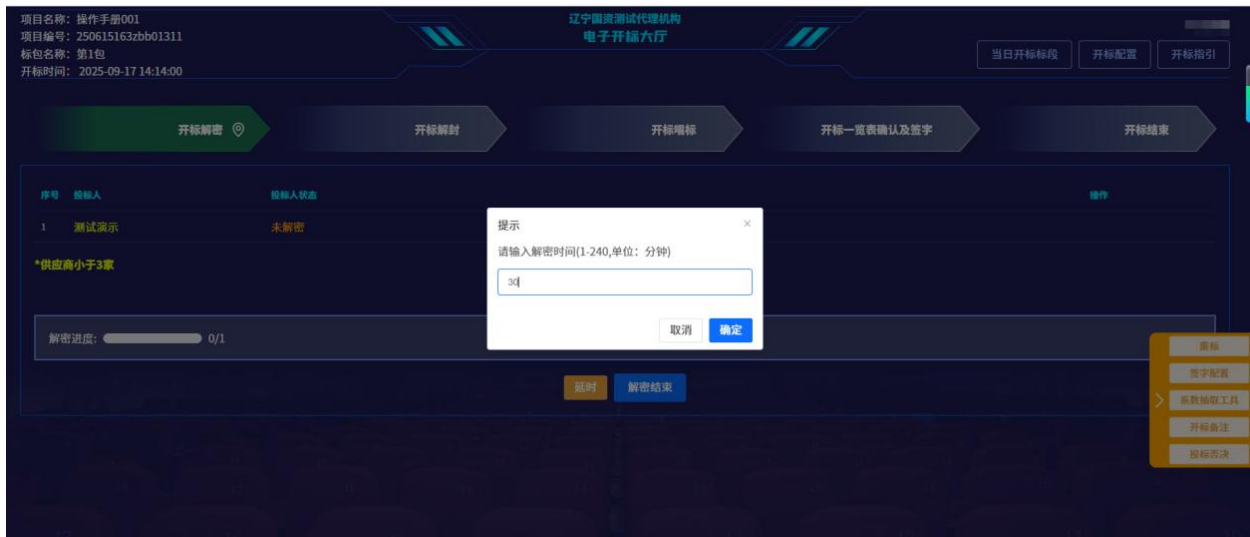 项目名称：操作手册001
项目编号：250615163zbb01311
标包名称：第1包
开标时间： 2025-09-17 14:14:00
辽宁国资测试代理机构
电子开标大厅
当日开标标段
开标配置
开标指引
开标解密
开标解封
开标唱标
开标一览表确认及签字
开标结束
序号 投标人 投标人状态 操作
1 测试演示 未解密
*供应商小于3家
提示
×
请输入解密时间(1-240,单位：分钟)
30
取消 确定
解密进度: 0/1
延时 解密结束
废标
签字配置
系数抽取工具
开标备注
投标否决